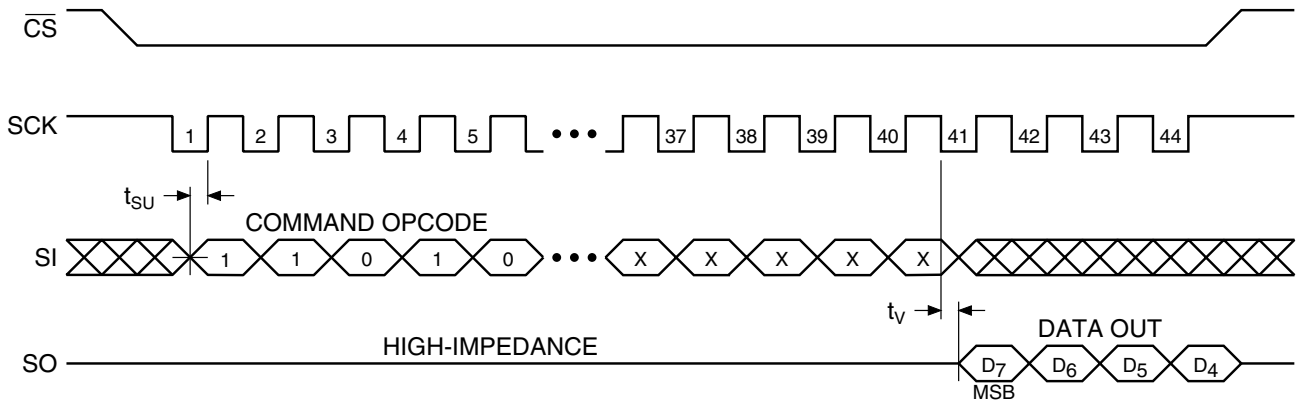 CS
SCK 1 2 3 4 5 37 38 39 40 41 42 43 44
tSU
COMMAND OPCODE
SI 1 1 0 1 0 X X X X X
tV
DATA OUT
HIGH-IMPEDANCE
SO D7 D6 D5 D4
MSB